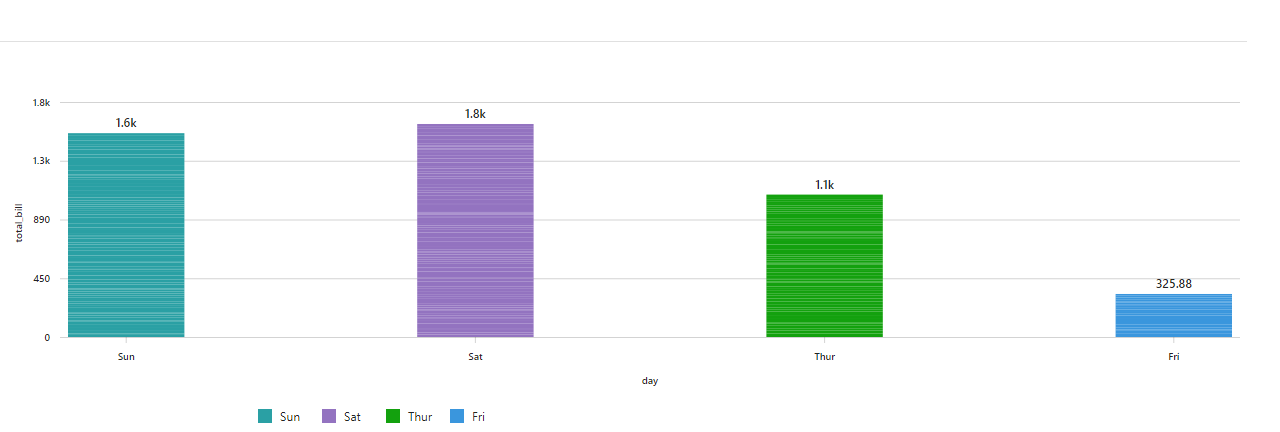 1.8k
1.6k
1.8k
1.3k
1.1k
890
total_bill
450
325.88
0
Sun Sat Thur Fri
day
Sun Sat Thur Fri